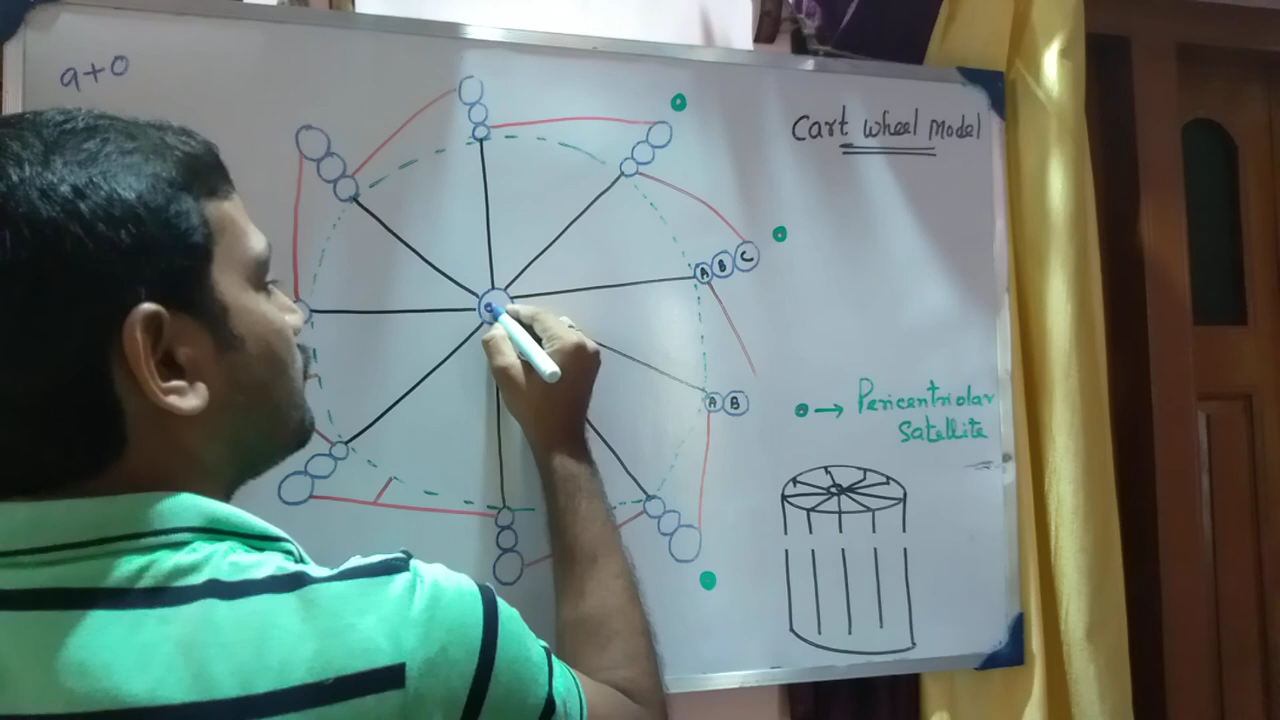 9+0
Cart wheel Model
A B C
A B
→ Pericentriolar
Satellite